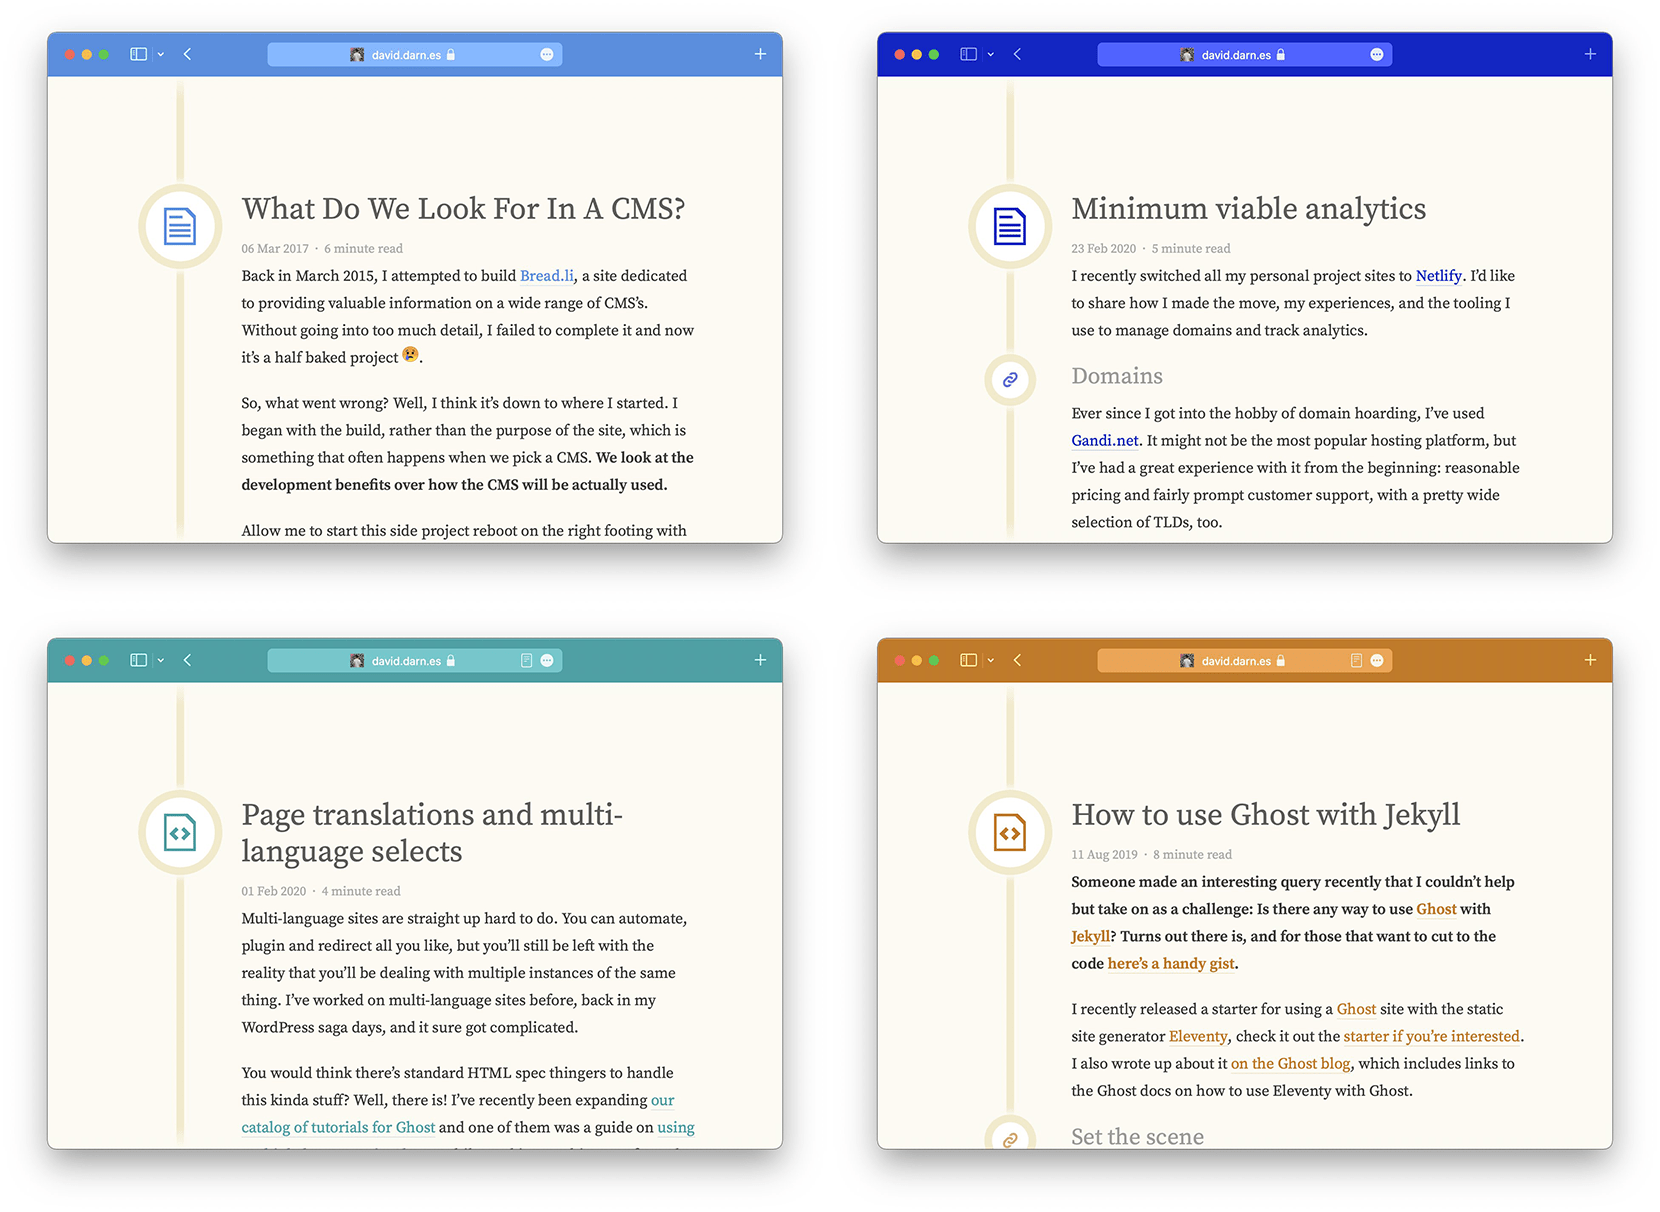 david.darn.es
What Do We Look For In A CMS?
06 Mar 2017 · 6 minute read
Back in March 2015, I attempted to build Bread.li, a site dedicated
to providing valuable information on a wide range of CMS’s.
Without going into too much detail, I failed to complete it and now
it’s a half baked project 😢.
So, what went wrong? Well, I think it’s down to where I started. I
began with the build, rather than the purpose of the site, which is
something that often happens when we pick a CMS. We look at the
development benefits over how the CMS will be actually used.
Allow me to start this side project reboot on the right footing with
david.darn.es
Minimum viable analytics
23 Feb 2020 · 5 minute read
I recently switched all my personal project sites to Netlify. I’d like
to share how I made the move, my experiences, and the tooling I
use to manage domains and track analytics.
Domains
Ever since I got into the hobby of domain hoarding, I’ve used
Gandi.net. It might not be the most popular hosting platform, but
I’ve had a great experience with it from the beginning: reasonable
pricing and fairly prompt customer support, with a pretty wide
selection of TLDs, too.
david.darn.es
Page translations and multi-
language selects
01 Feb 2020 · 4 minute read
Multi-language sites are straight up hard to do. You can automate,
plugin and redirect all you like, but you’ll still be left with the
reality that you’ll be dealing with multiple instances of the same
thing. I’ve worked on multi-language sites before, back in my
WordPress saga days, and it sure got complicated.
You would think there’s standard HTML spec thingers to handle
this kinda stuff? Well, there is! I’ve recently been expanding our
catalog of tutorials for Ghost and one of them was a guide on using
david.darn.es
How to use Ghost with Jekyll
11 Aug 2019 · 8 minute read
Someone made an interesting query recently that I couldn’t help
but take on as a challenge: Is there any way to use Ghost with
Jekyll? Turns out there is, and for those that want to cut to the
code here’s a handy gist.
I recently released a starter for using a Ghost site with the static
site generator Eleventy, check it out the starter if you’re interested.
I also wrote up about it on the Ghost blog, which includes links to
the Ghost docs on how to use Eleventy with Ghost.
Set the scene